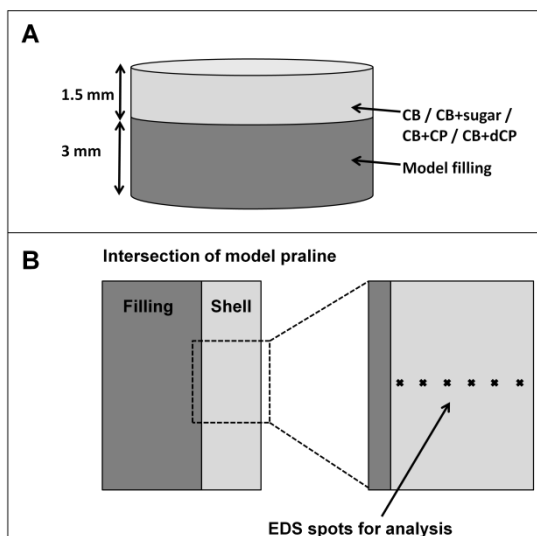 A
1.5 mm
3 mm
CB / CB+sugar /
CB+CP / CB+dCP
Model filling
B
Intersection of model praline
Filling
Shell
EDS spots for analysis